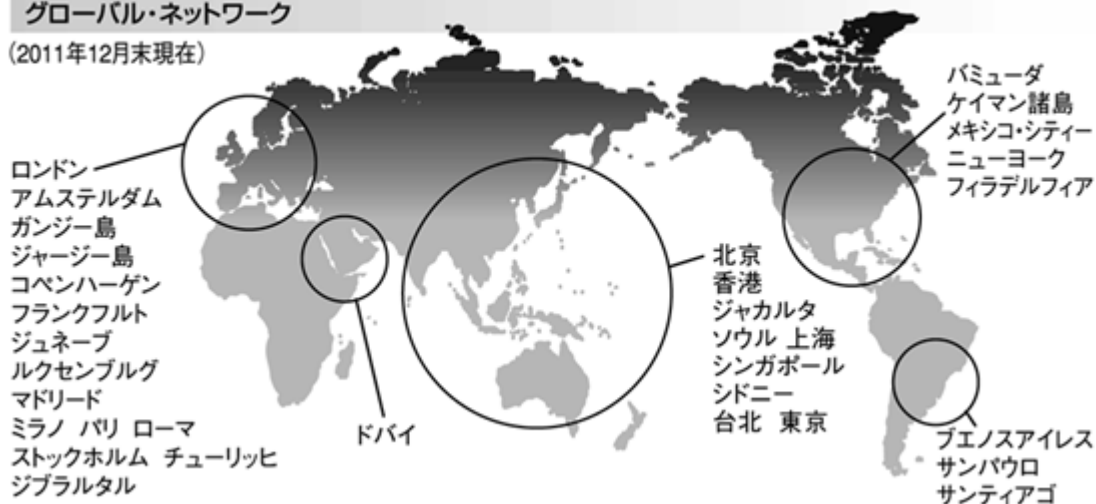 グローバル・ネットワーク
(2011年12月末現在)
ロンドン
アムステルダム
ガンジー島
ジャージー島
コペンハーゲン
フランクフルト
ジュネーブ
ルクセンブルグ
マドリード
ミラノ パリ ローマ
ストックホルム チューリッヒ
ジブラルタル
ドバイ
北京
香港
ジャカルタ
ソウル 上海
シンガポール
シドニー
台北 東京
バミューダ
ケイマン諸島
メキシコ・シティー
ニューヨーク
フィラデルフィア
ブエノスアイレス
サンパウロ
サンティアゴ